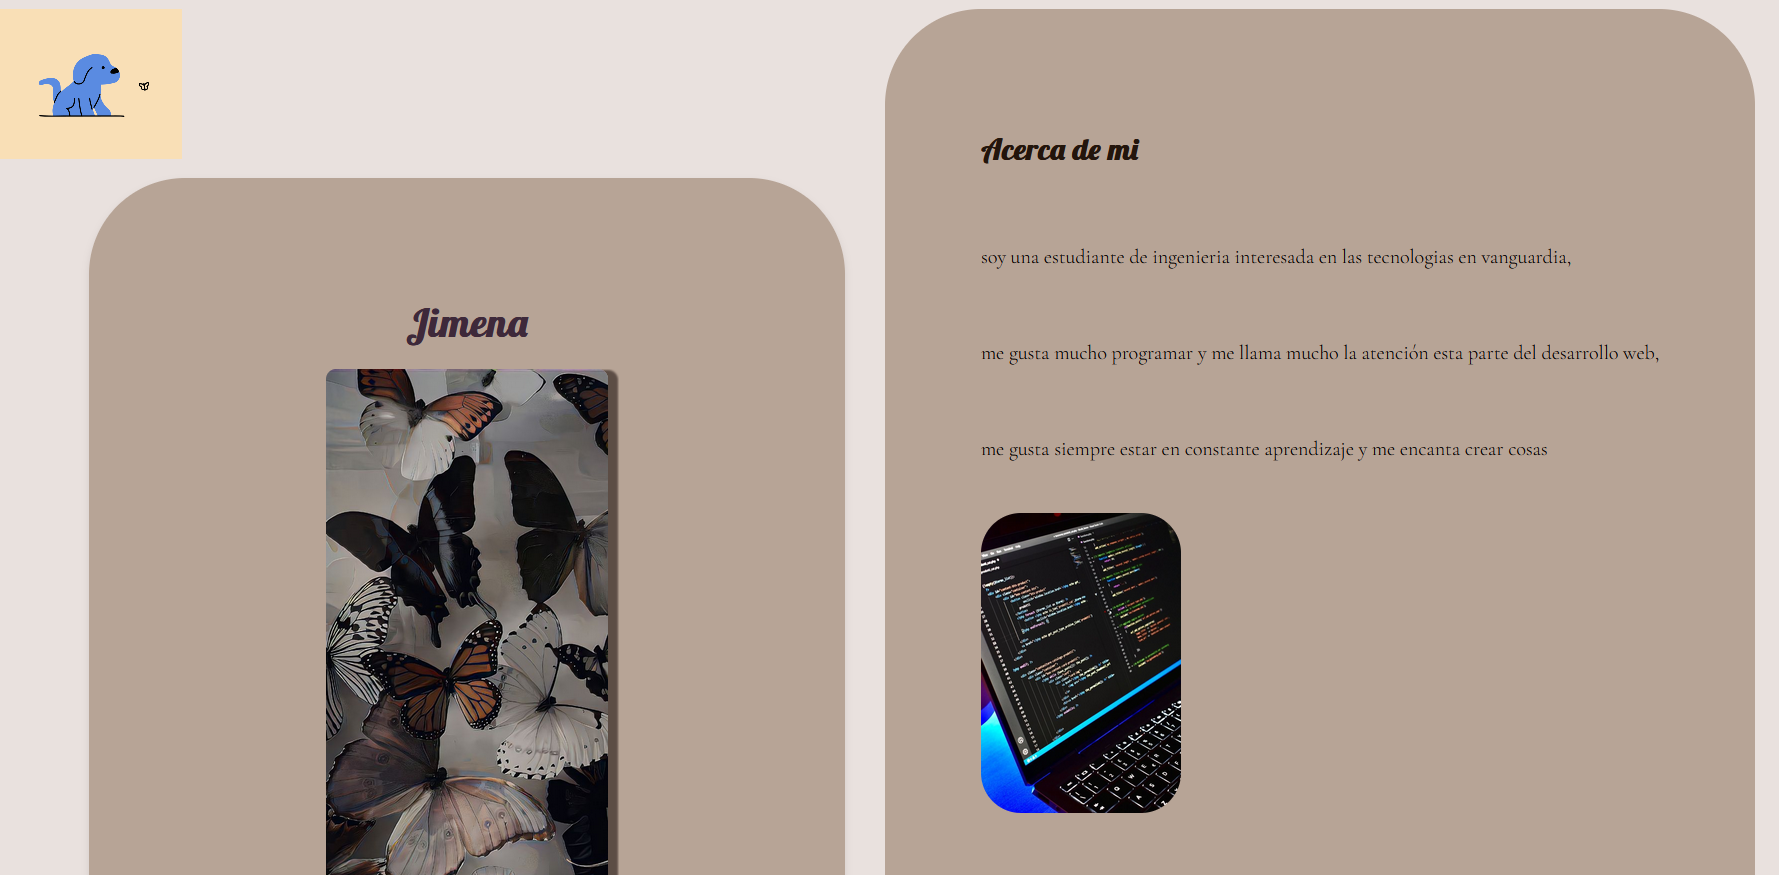 Jimena
Acerca de mi
soy una estudiante de ingenieria interesada en las tecnologias en vanguardia,
me gusta mucho programar y me llama mucho la atención esta parte del desarrollo web,
me gusta siempre estar en constante aprendizaje y me encanta crear cosas